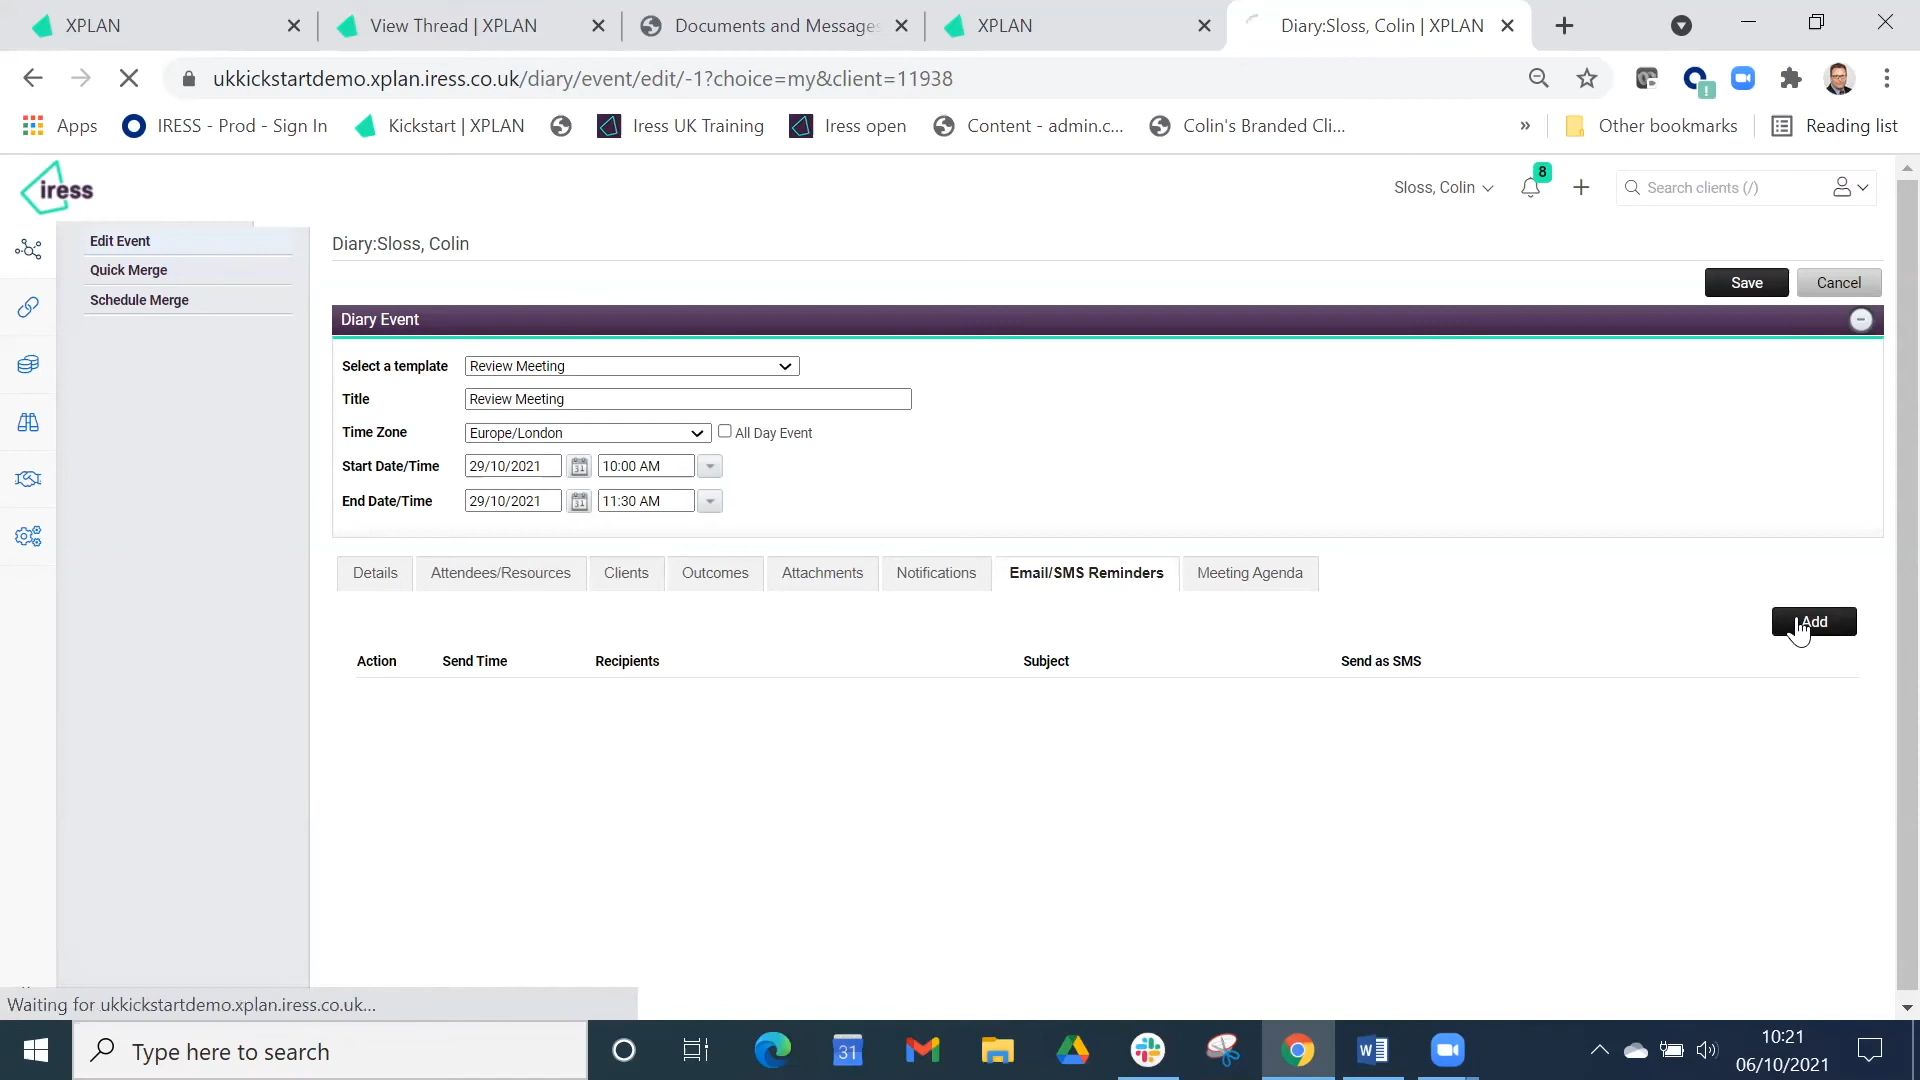 XPLAN
View Thread | XPLAN
Documents and Messages
XPLAN
Diary:Sloss, Colin | XPLAN
ukkickstartdemo.xplan.iress.co.uk/diary/event/edit/-1?choice=my&client=11938
Apps
IRESS - Prod - Sign In
Kickstart | XPLAN
Iress UK Training
Iress open
Content - admin.c...
Colin's Branded Cli...
»
Other bookmarks
Reading list
iress
Sloss, Colin
8
Search clients (/)
Edit Event
Quick Merge
Schedule Merge
Diary:Sloss, Colin
Save
Cancel
Diary Event
Select a template
Review Meeting
Title
Review Meeting
Time Zone
Europe/London
All Day Event
Start Date/Time
29/10/2021
31
10:00 AM
End Date/Time
29/10/2021
31
11:30 AM
Details
Attendees/Resources
Clients
Outcomes
Attachments
Notifications
Email/SMS Reminders
Meeting Agenda
Add
Action
Send Time
Recipients
Subject
Send as SMS
Waiting for ukkickstartdemo.xplan.iress.co.uk...
Type here to search
31
10:21
06/10/2021